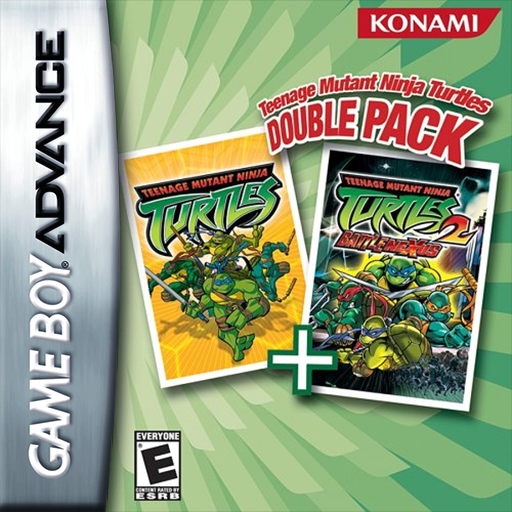 KONAMI
GAME BOY ADVANCE
Teenage Mutant Ninja Turtles
DOUBLE PACK
TEENAGE MUTANT NINJA
TURTLES
TEENAGE MUTANT NINJA
TURTLES 2
BATTLE NEXUS
+
EVERYONE
E
CONTENT RATED BY
ESRB